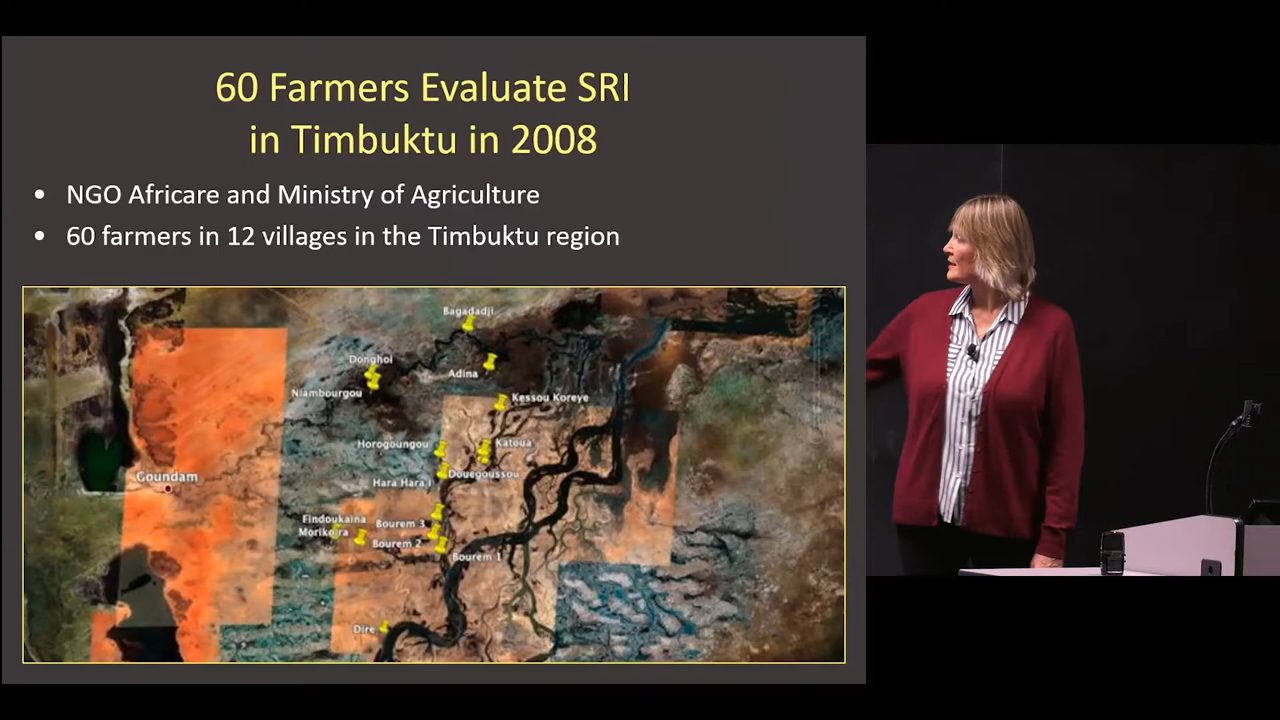 60 Farmers Evaluate SRI
in Timbuktu in 2008
• NGO Africare and Ministry of Agriculture
• 60 farmers in 12 villages in the Timbuktu region
Bagadadji
Donghoi
Adina
Niambourgou
Kessou Koreye
Horogoungou
Katoua
Douegoussou
Goundam
Hara Hara I
Findoukaina
Bourem 3
Morikoira
Bourem 2
Bourem 1
Dire